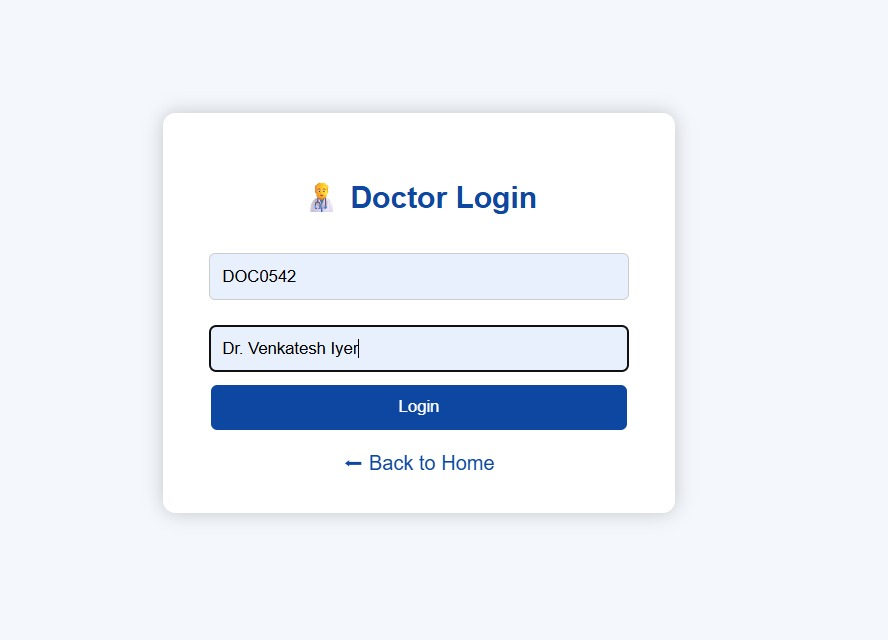 Doctor Login
DOC0542
Dr. Venkatesh Iyer
Login
Back to Home